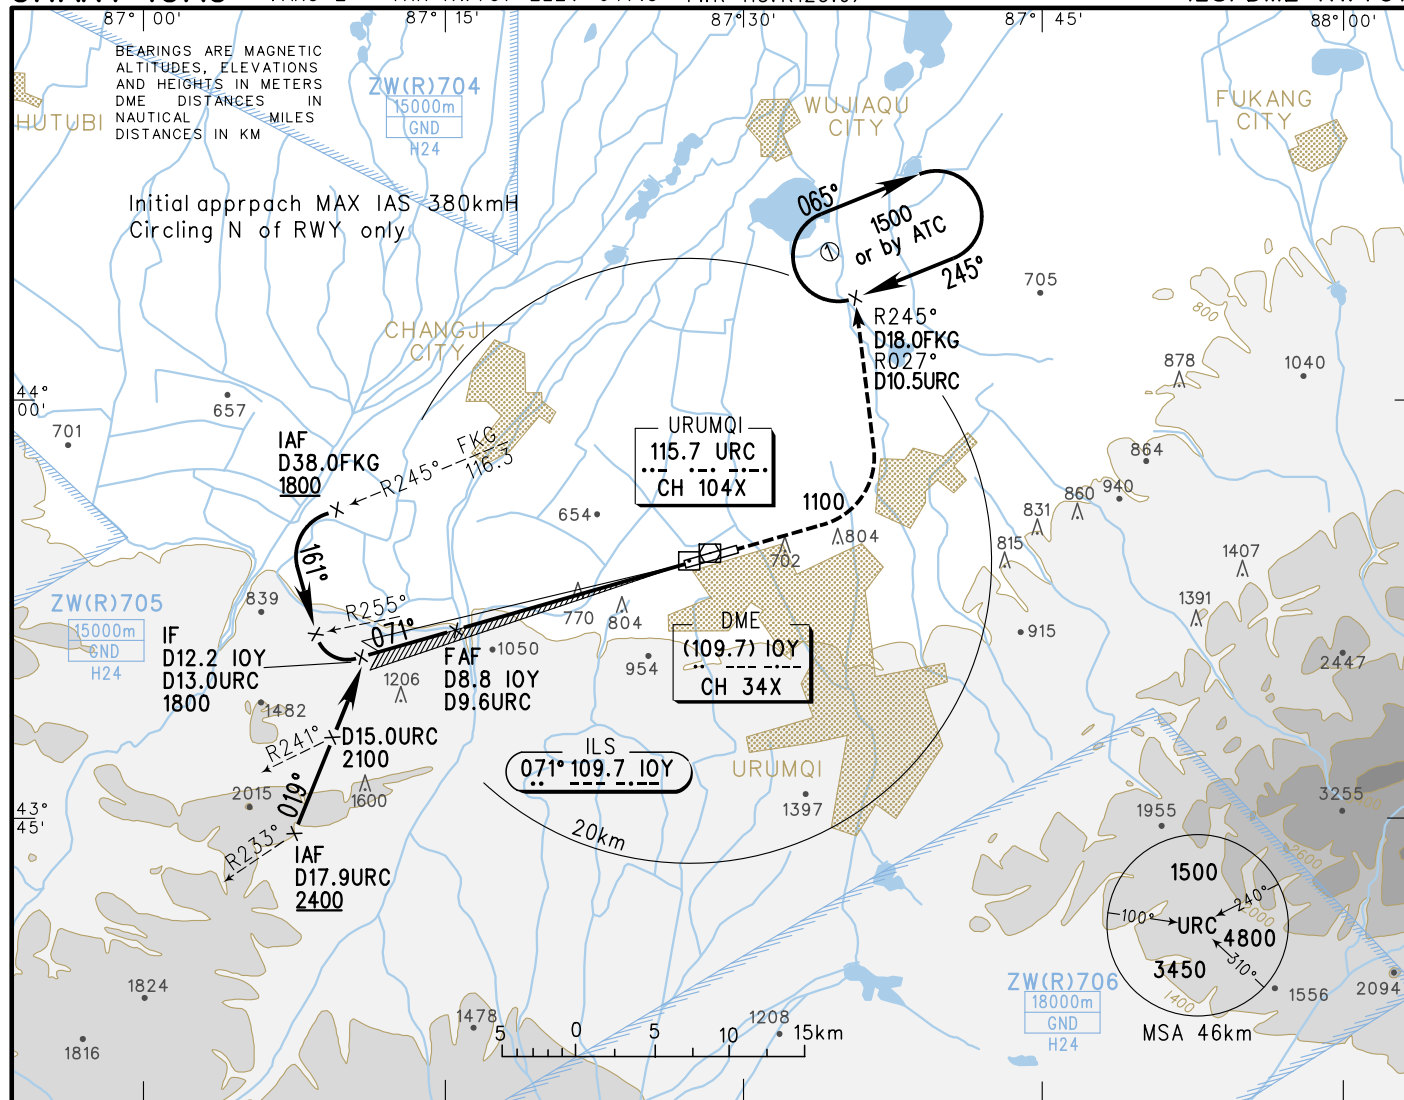 87° 00'
87° 15'
87° 30'
87° 45'
88° 00'
BEARINGS ARE MAGNETIC
ALTITUDES, ELEVATIONS
AND HEIGHTS IN METERS
DME DISTANCES IN
NAUTICAL MILES
DISTANCES IN KM
ZW(R)704
15000m
GND
H24
HUTUBI
WUJIAQU
CITY
FUKANG
CITY
Initial apprpach MAX IAS 380kmH
Circling N of RWY only
065°
1500
or by ATC
1
245°
705
R245°
D18.0FKG
R027°
D10.5URC
CHANGJI
CITY
800
878
1040
44°
00'
657
701
IAF
D38.0FKG
1800
R245°
FKG
116.3
URUMQI
115.7 URC
CH 104X
864
940
860
831
815
1407
1391
654
1100
804
702
161°
ZW(R)705
15000m
GND
H24
839
R255°
071°
770
804
IF
D12.2 IOY
D13.0URC
1800
FAF
D8.8 IOY
D9.6URC
1050
954
DME
(109.7) IOY
CH 34X
915
2447
1206
1482
R241°
D15.0URC
2100
ILS
071° 109.7 IOY
URUMQI
2015
019°
1600
1397
43°
45'
3255
1955
R233°
IAF
D17.9URC
2400
20km
2600
2000
1500
100°
URC
240°
4800
310°
3450
1400
MSA 46km
1556
2094
ZW(R)706
18000m
GND
H24
1824
1816
1478
1208
5 0 5 10 15km